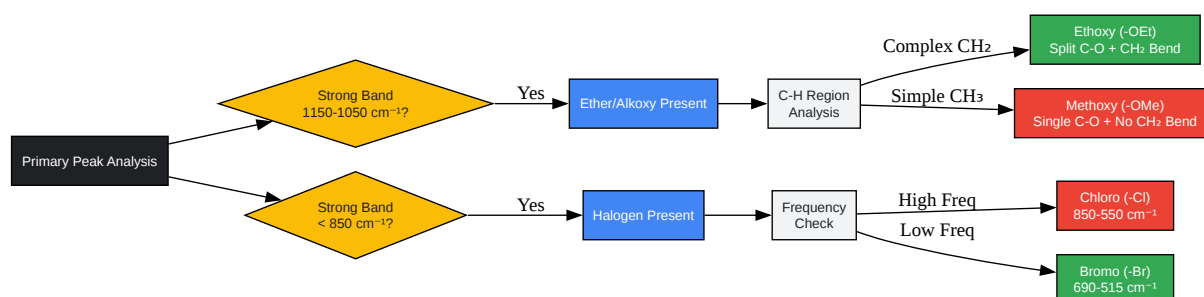 Primary Peak Analysis
Strong Band
1150-1050 cm⁻¹?
Yes
Ether/Alkoxy Present
C-H Region
Analysis
Complex CH₂
Ethoxy (-OEt)
Split C-O + CH₂ Bend
Simple CH₃
Methoxy (-OMe)
Single C-O + No CH₂ Bend
Strong Band
< 850 cm⁻¹?
Yes
Halogen Present
Frequency
Check
High Freq
Chloro (-Cl)
850-550 cm⁻¹
Low Freq
Bromo (-Br)
690-515 cm⁻¹